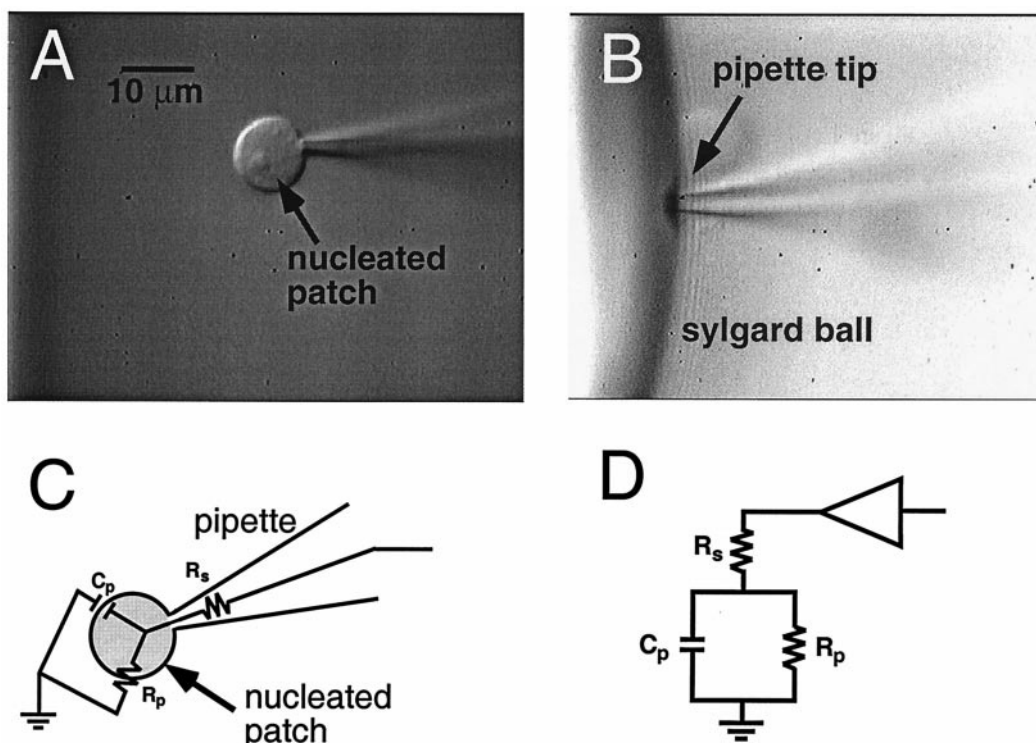 A
10 μm
nucleated
patch
B
pipette tip
sylgard ball
C
pipette
Rs
Cp
Rp
nucleated
patch
D
Rs
Cp
Rp